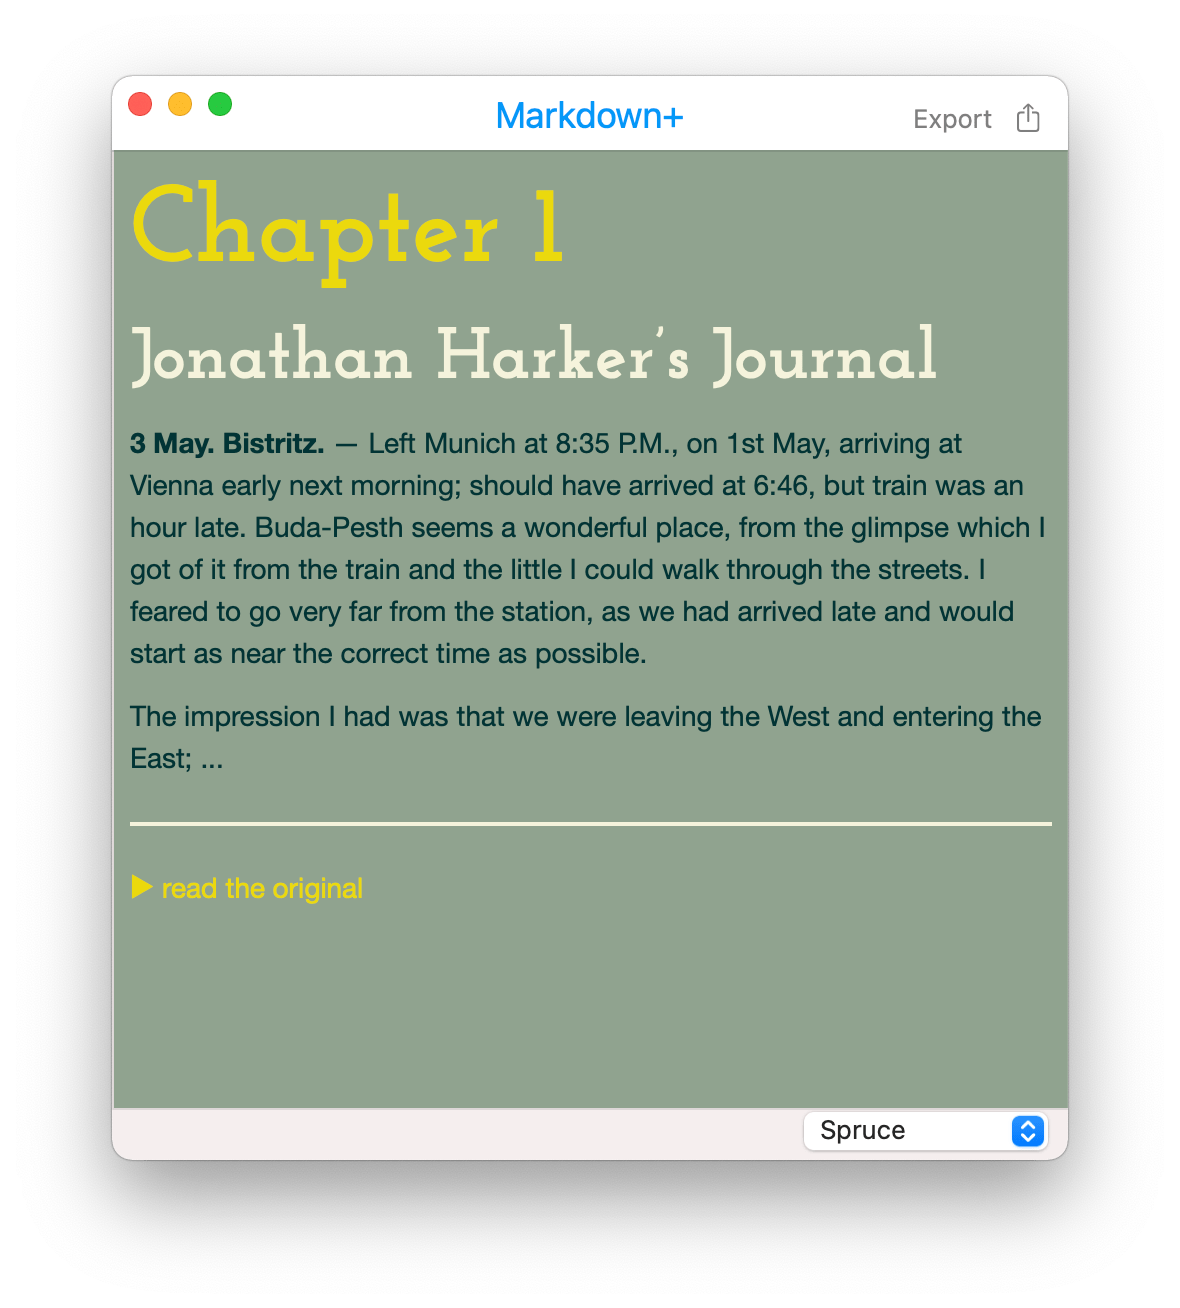 Markdown+
Export
Chapter 1
Jonathan Harker’s Journal
3 May. Bistritz. — Left Munich at 8:35 P.M., on 1st May, arriving at
Vienna early next morning; should have arrived at 6:46, but train was an
hour late. Buda-Pesth seems a wonderful place, from the glimpse which I
got of it from the train and the little I could walk through the streets. I
feared to go very far from the station, as we had arrived late and would
start as near the correct time as possible.
The impression I had was that we were leaving the West and entering the
East; ...
▶ read the original
Spruce